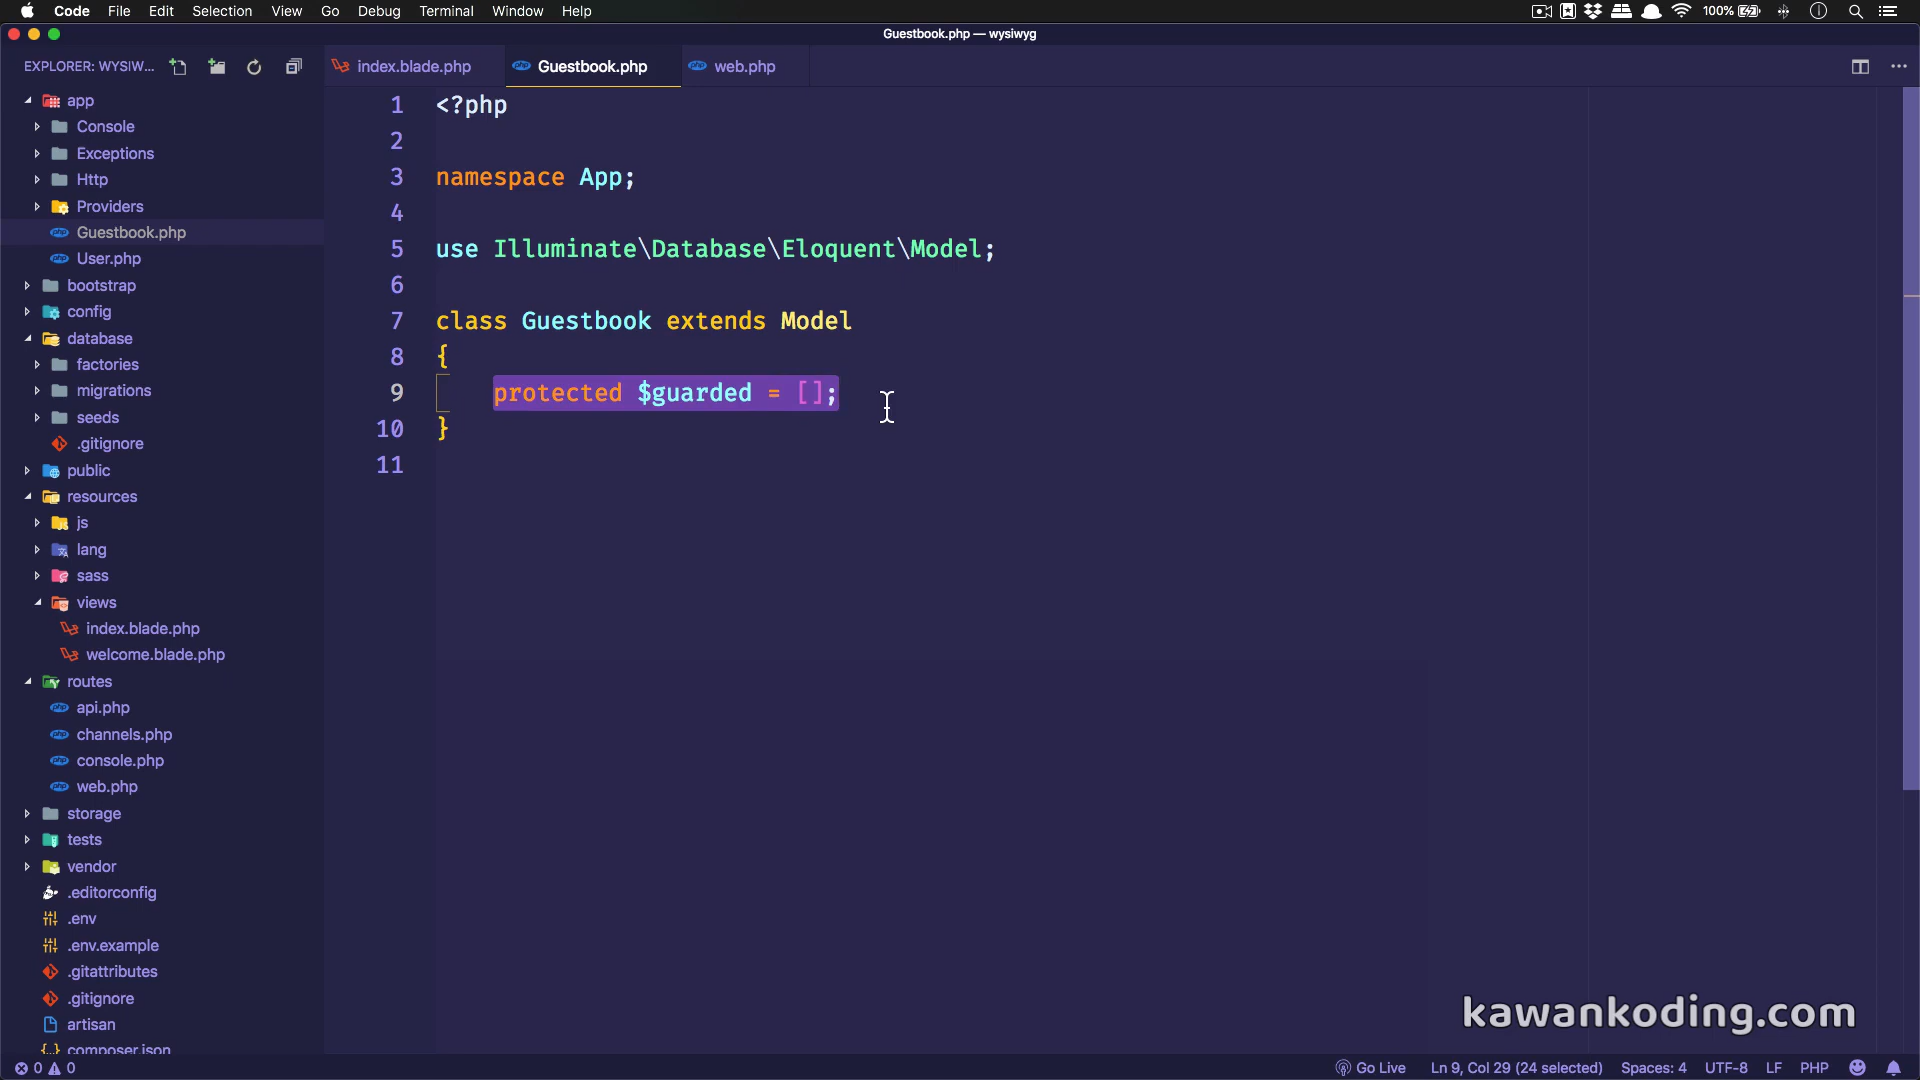 Code File Edit Selection View Go Debug Terminal Window Help
100%
Guestbook.php — wysiwyg
EXPLORER: WYSIW...
index.blade.php
Guestbook.php
web.php
app
Console
Exceptions
Http
Providers
Guestbook.php
User.php
bootstrap
config
database
factories
migrations
seeds
.gitignore
public
resources
js
lang
sass
views
index.blade.php
welcome.blade.php
routes
api.php
channels.php
console.php
web.php
storage
tests
vendor
.editorconfig
.env
.env.example
.gitattributes
.gitignore
artisan
composer.json
1 <?php
2
3 namespace App;
4
5 use Illuminate\Database\Eloquent\Model;
6
7 class Guestbook extends Model
8 {
9 protected $guarded = [];
10 }
11
kawankoding.com
0 0
Go Live
Ln 9, Col 29 (24 selected)
Spaces: 4
UTF-8
LF
PHP